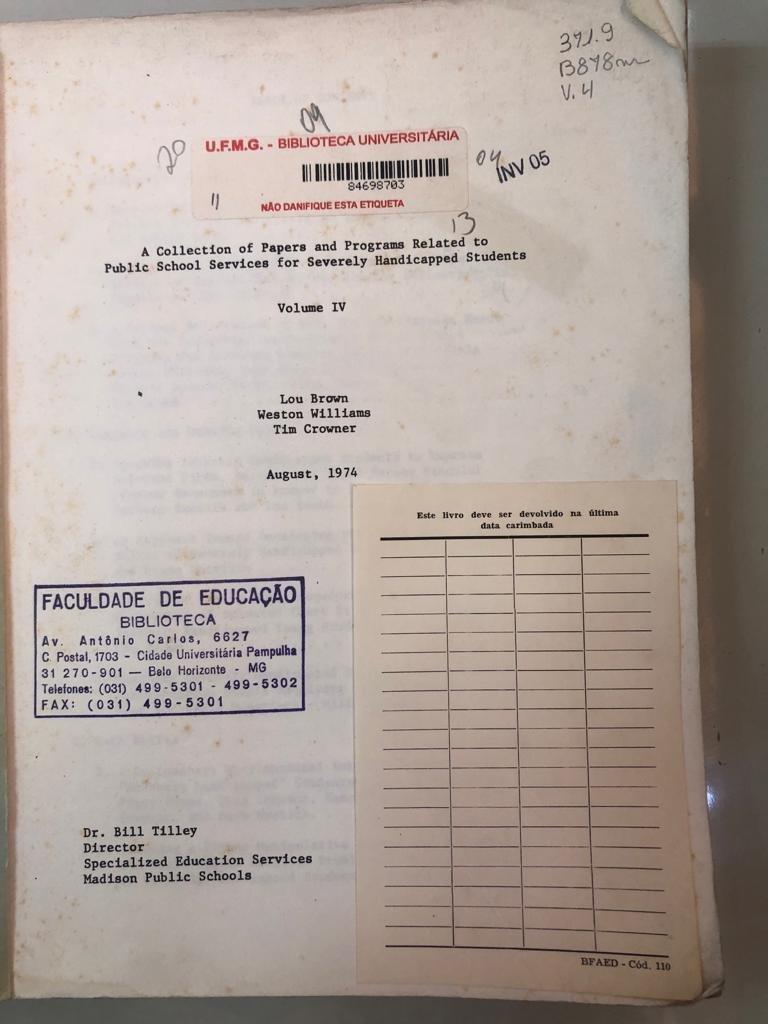 371.9
B878m
V. 4
09
20
U.F.M.G. - BIBLIOTECA UNIVERSITÁRIA
84698703
NÃO DANIFIQUE ESTA ETIQUETA
11
04
INV 05
13
A Collection of Papers and Programs Related to
Public School Services for Severely Handicapped Students
Volume IV
Lou Brown
Weston Williams
Tim Crowner
August, 1974
Este livro deve ser devolvido na última
data carimbada
FACULDADE DE EDUCAÇÃO
BIBLIOTECA
Av. Antônio Carlos, 6627
C. Postal, 1703 - Cidade Universitária Pampulha
31 270-901 — Belo Horizonte - MG
Telefones: (031) 499-5301 - 499-5302
FAX: (031) 499-5301
Dr. Bill Tilley
Director
Specialized Education Services
Madison Public Schools
BFAED - Cód. 110